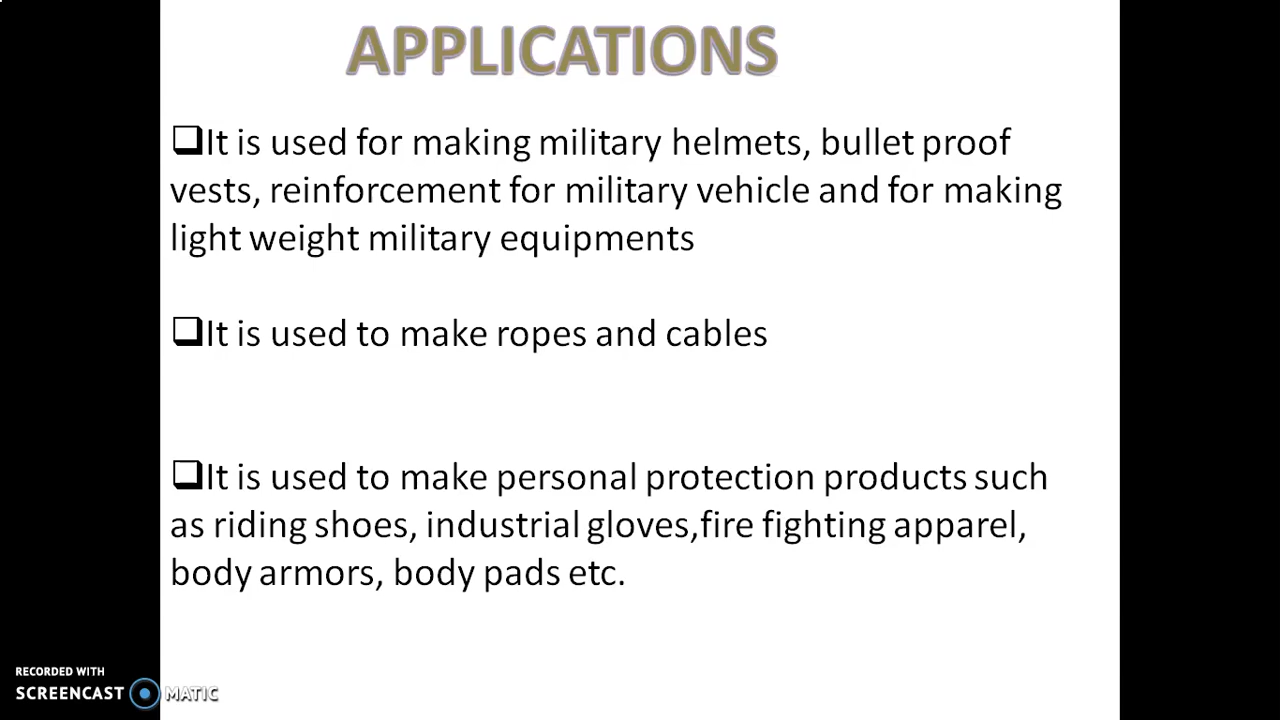 APPLICATIONS
❑It is used for making military helmets, bullet proof
vests, reinforcement for military vehicle and for making
light weight military equipments
❑It is used to make ropes and cables
❑It is used to make personal protection products such
as riding shoes, industrial gloves,fire fighting apparel,
body armors, body pads etc.
RECORDED WITH
SCREENCAST MATIC